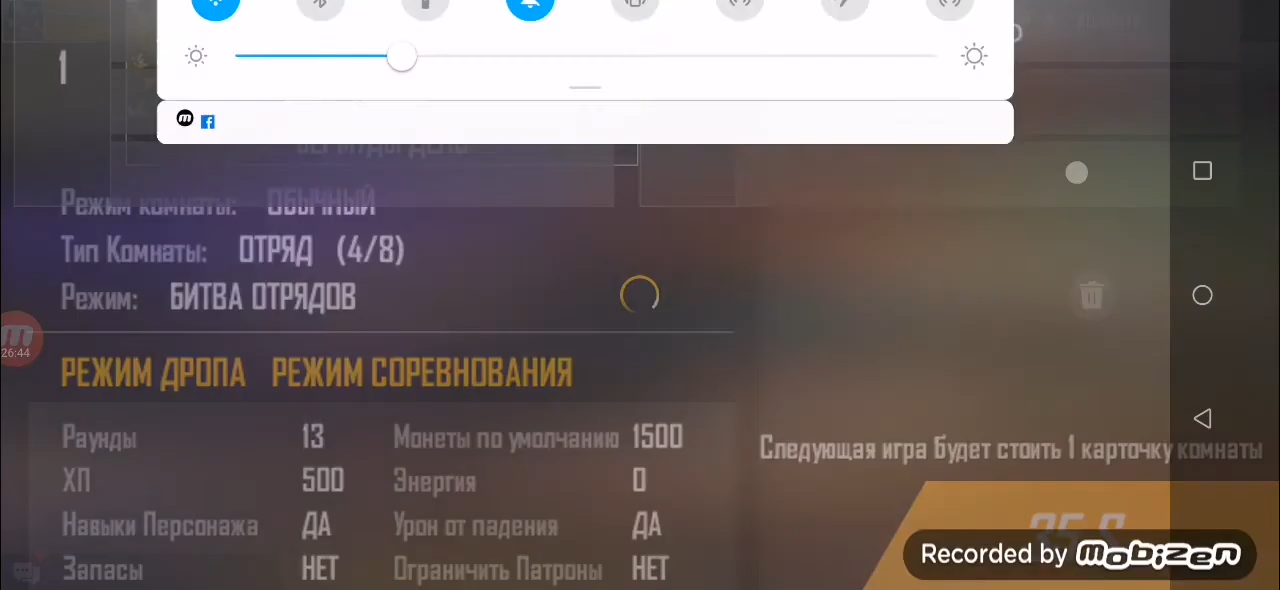 1
Режим комнаты: ОБЫЧНЫЙ
Тип Комнаты: ОТРЯД (4/8)
Режим: БИТВА ОТРЯДОВ
26:44
РЕЖИМ ДРОПА РЕЖИМ СОРЕВНОВАНИЯ
Раунды 13 Монеты по умолчанию 1500
Следующая игра будет стоить 1 карточку комнаты
ХП 500 Энергия 0
Навыки Персонажа ДА Урон от падения ДА
Запасы НЕТ Ограничить Патроны НЕТ
Recorded by mobizen